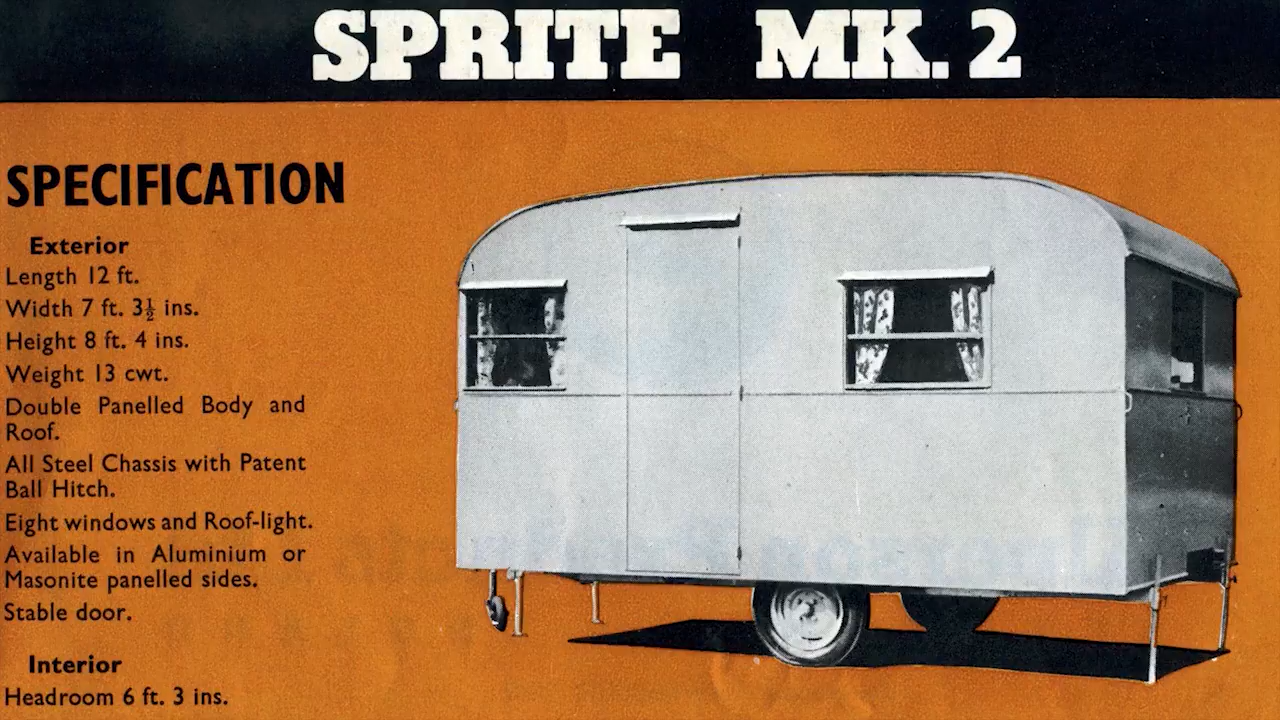 SPRITE MK. 2
SPECIFICATION
Exterior
Length 12 ft.
Width 7 ft. 3½ ins.
Height 8 ft. 4 ins.
Weight 13 cwt.
Double Panelled Body and
Roof.
All Steel Chassis with Patent
Ball Hitch.
Eight windows and Roof-light.
Available in Aluminium or
Masonite panelled sides.
Stable door.
Interior
Headroom 6 ft. 3 ins.